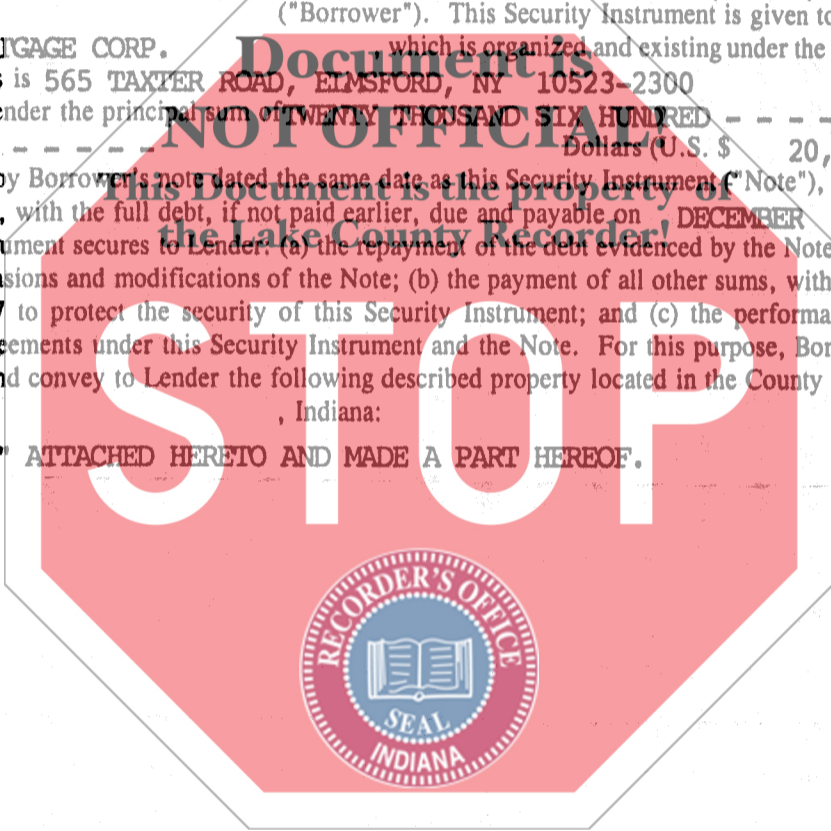 ("Borrower"). This Security Instrument is given to
TGAGE CORP. , which is organized and existing under the
is 565 TAXTER ROAD, ELMSFORD, NY 10523-2300
nder the principal sum of TWENTY THOUSAND SIX HUNDRED - - - - -
- - - - - Dollars (U.S. $ 20,
y Borrower's note dated the same date as this Security Instrument ("Note"),
, with the full debt, if not paid earlier, due and payable on DECEMBER
ument secures to Lender: (a) the repayment of the debt evidenced by the Note
sions and modifications of the Note; (b) the payment of all other sums, with
to protect the security of this Security Instrument; and (c) the performa
eements under this Security Instrument and the Note. For this purpose, Bor
d convey to Lender the following described property located in the County
, Indiana:
" ATTACHED HERETO AND MADE A PART HEREOF.
Document is
NOT OFFICIAL!
This Document is the property of
the Lake County Recorder!
STOP
RECORDER'S OFFICE
SEAL
INDIANA